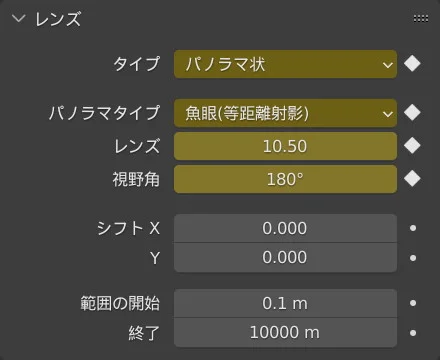 レンズ
タイプ パノラマ状
パノラマタイプ 魚眼(等距離射影)
レンズ 10.50
視野角 180°
シフト X 0.000
Y 0.000
範囲の開始 0.1 m
終了 10000 m